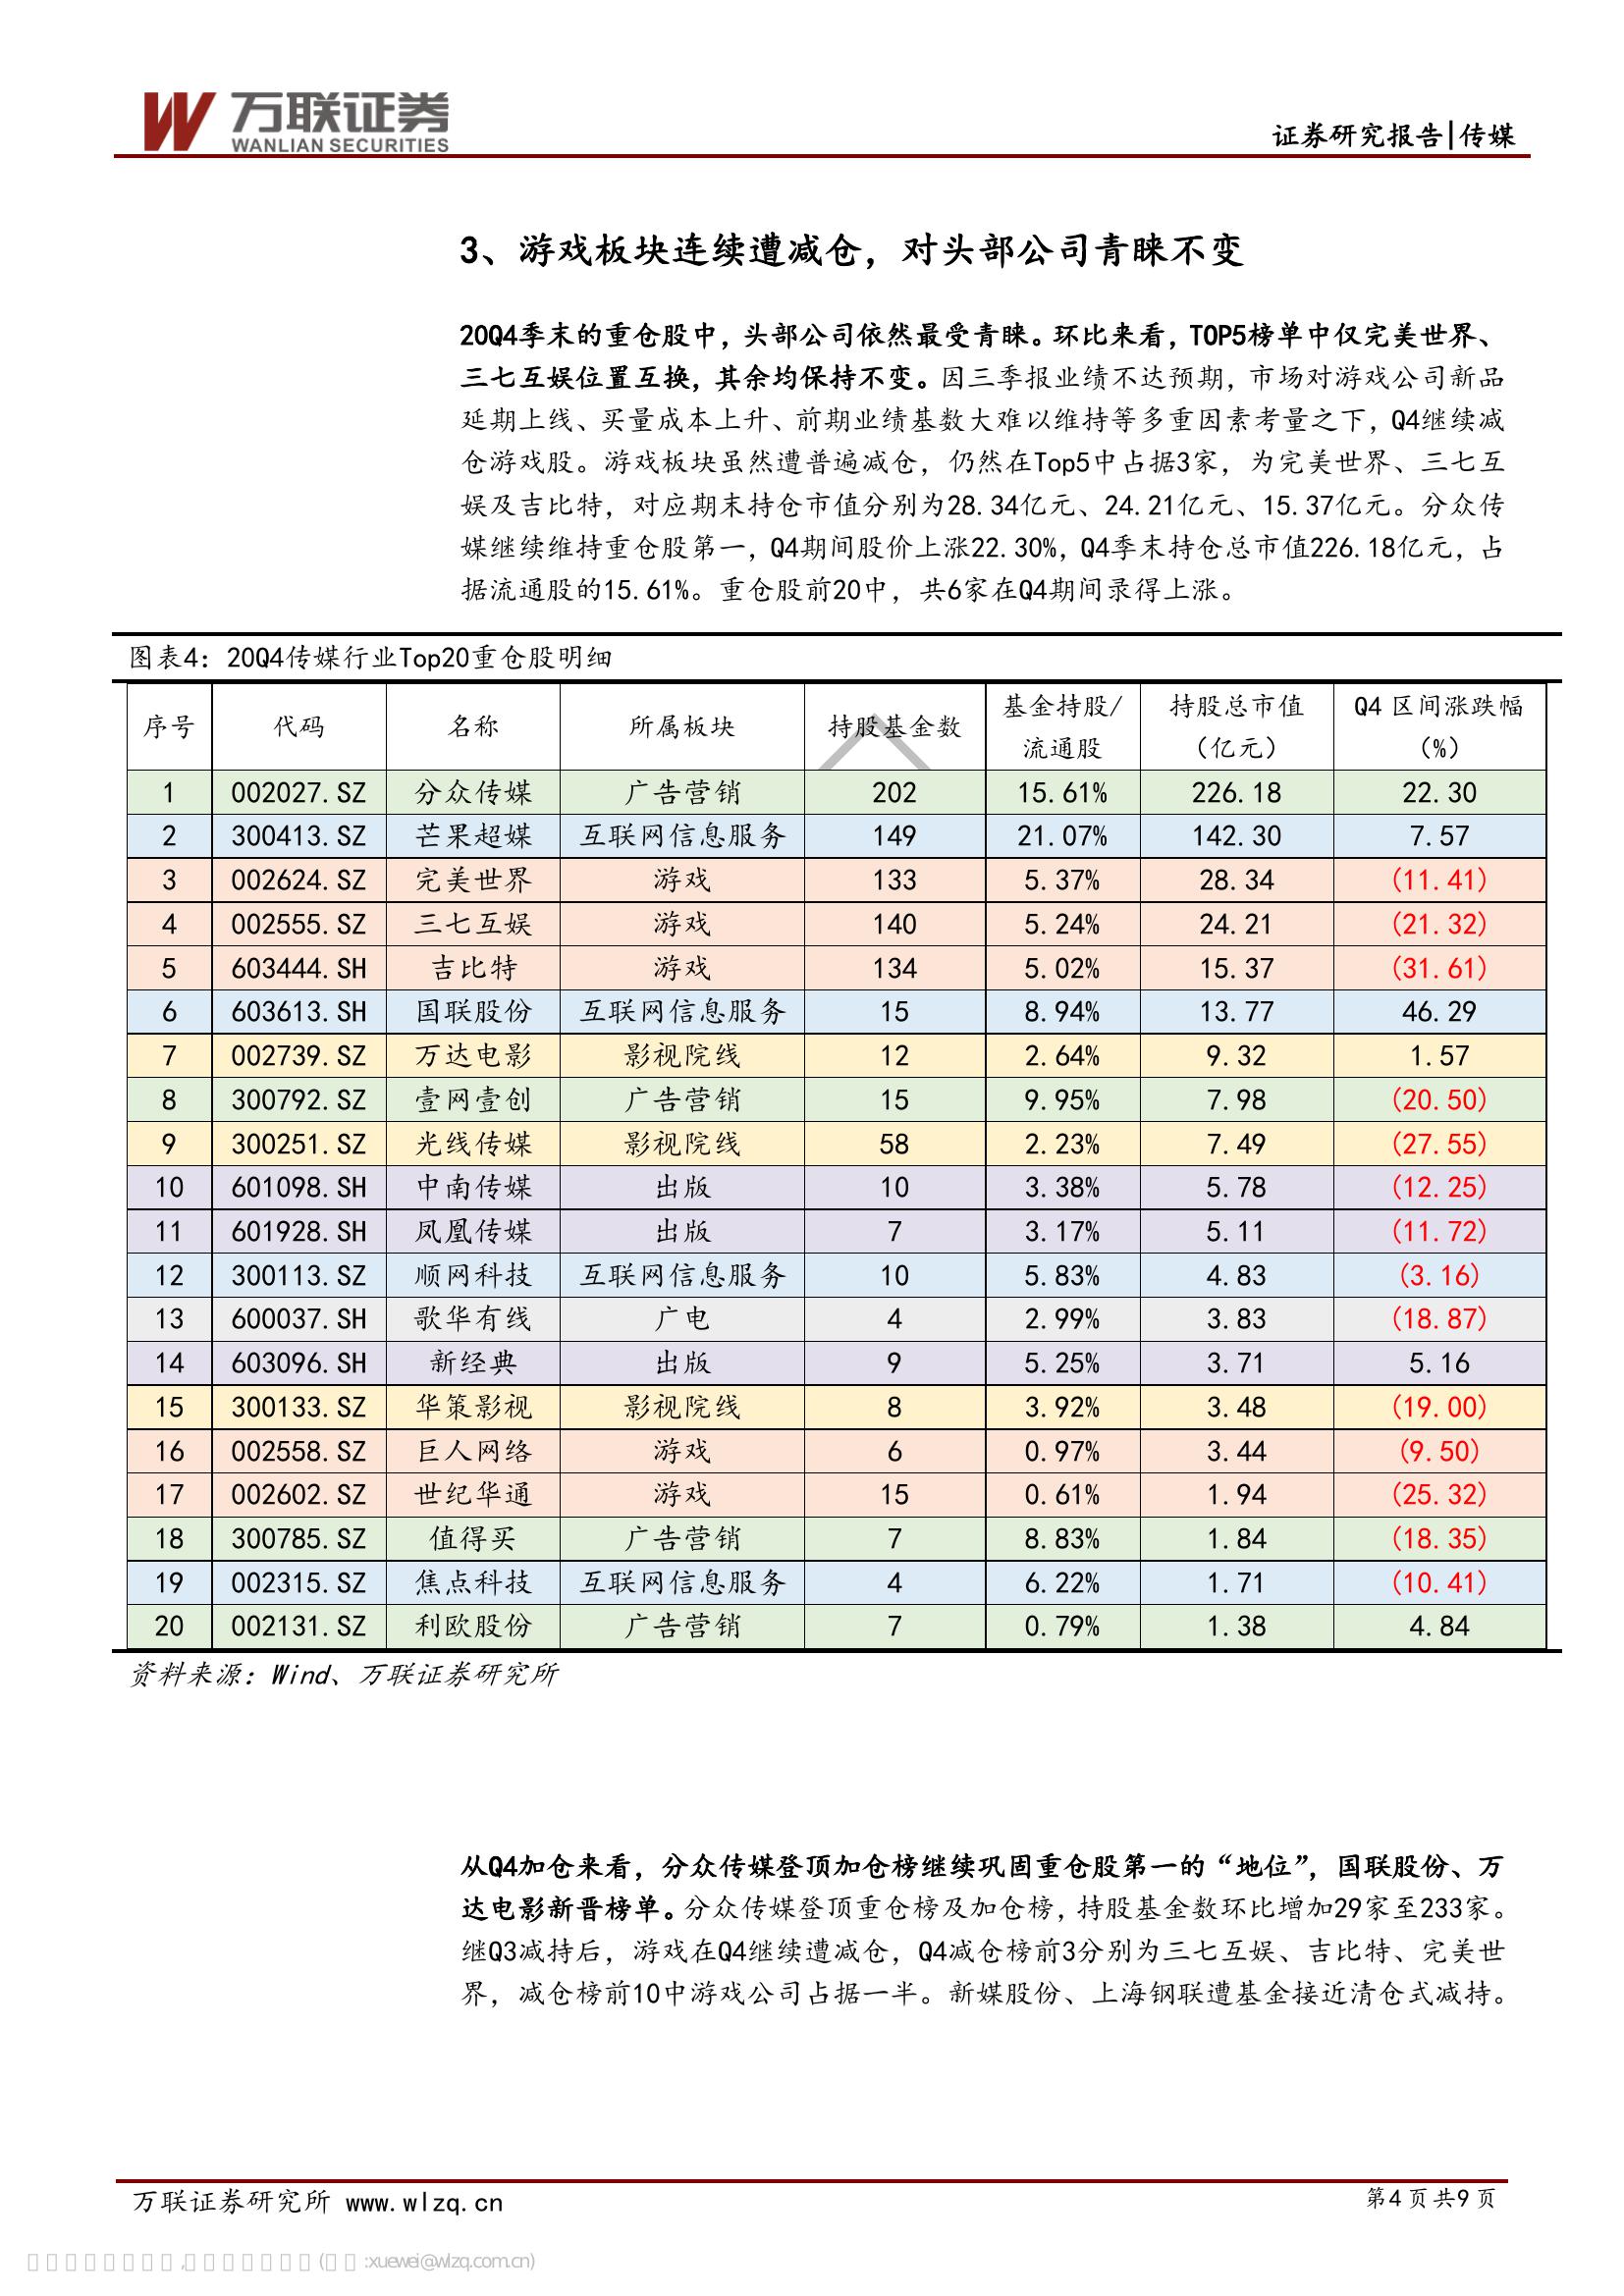 万联证券
WANLIAN SECURITIES
证券研究报告|传媒
3、游戏板块连续遭减仓，对头部公司青睐不变
20Q4季末的重仓股中，头部公司依然最受青睐。环比来看，TOP5榜单中仅完美世界、
三七互娱位置互换，其余均保持不变。因三季报业绩不达预期，市场对游戏公司新品
延期上线、买量成本上升、前期业绩基数大难以维持等多重因素考量之下，Q4继续减
仓游戏股。游戏板块虽然遭普遍减仓，仍然在Top5中占据3家，为完美世界、三七互
娱及吉比特，对应期末持仓市值分别为28.34亿元、24.21亿元、15.37亿元。分众传
媒继续维持重仓股第一，Q4期间股价上涨22.30%，Q4季末持仓总市值226.18亿元，占
据流通股的15.61%。重仓股前20中，共6家在Q4期间录得上涨。
图表4：20Q4传媒行业Top20重仓股明细
序号 代码 名称 所属板块 持股基金数 基金持股/流通股 持股总市值（亿元） Q4 区间涨跌幅（%）
1 002027.SZ 分众传媒 广告营销 202 15.61% 226.18 22.30
2 300413.SZ 芒果超媒 互联网信息服务 149 21.07% 142.30 7.57
3 002624.SZ 完美世界 游戏 133 5.37% 28.34 (11.41)
4 002555.SZ 三七互娱 游戏 140 5.24% 24.21 (21.32)
5 603444.SH 吉比特 游戏 134 5.02% 15.37 (31.61)
6 603613.SH 国联股份 互联网信息服务 15 8.94% 13.77 46.29
7 002739.SZ 万达电影 影视院线 12 2.64% 9.32 1.57
8 300792.SZ 壹网壹创 广告营销 15 9.95% 7.98 (20.50)
9 300251.SZ 光线传媒 影视院线 58 2.23% 7.49 (27.55)
10 601098.SH 中南传媒 出版 10 3.38% 5.78 (12.25)
11 601928.SH 凤凰传媒 出版 7 3.17% 5.11 (11.72)
12 300113.SZ 顺网科技 互联网信息服务 10 5.83% 4.83 (3.16)
13 600037.SH 歌华有线 广电 4 2.99% 3.83 (18.87)
14 603096.SH 新经典 出版 9 5.25% 3.71 5.16
15 300133.SZ 华策影视 影视院线 8 3.92% 3.48 (19.00)
16 002558.SZ 巨人网络 游戏 6 0.97% 3.44 (9.50)
17 002602.SZ 世纪华通 游戏 15 0.61% 1.94 (25.32)
18 300785.SZ 值得买 广告营销 7 8.83% 1.84 (18.35)
19 002315.SZ 焦点科技 互联网信息服务 4 6.22% 1.71 (10.41)
20 002131.SZ 利欧股份 广告营销 7 0.79% 1.38 4.84
资料来源：Wind、万联证券研究所
从Q4加仓来看，分众传媒登顶加仓榜继续巩固重仓股第一的“地位”，国联股份、万
达电影新晋榜单。分众传媒登顶重仓榜及加仓榜，持股基金数环比增加29家至233家。
继Q3减持后，游戏在Q4继续遭减仓，Q4减仓榜前3分别为三七互娱、吉比特、完美世
界，减仓榜前10中游戏公司占据一半。新媒股份、上海钢联遭基金接近清仓式减持。
万联证券研究所 www.wlzq.cn
第4页共9页
:xuewei@wlzq.com.cn)